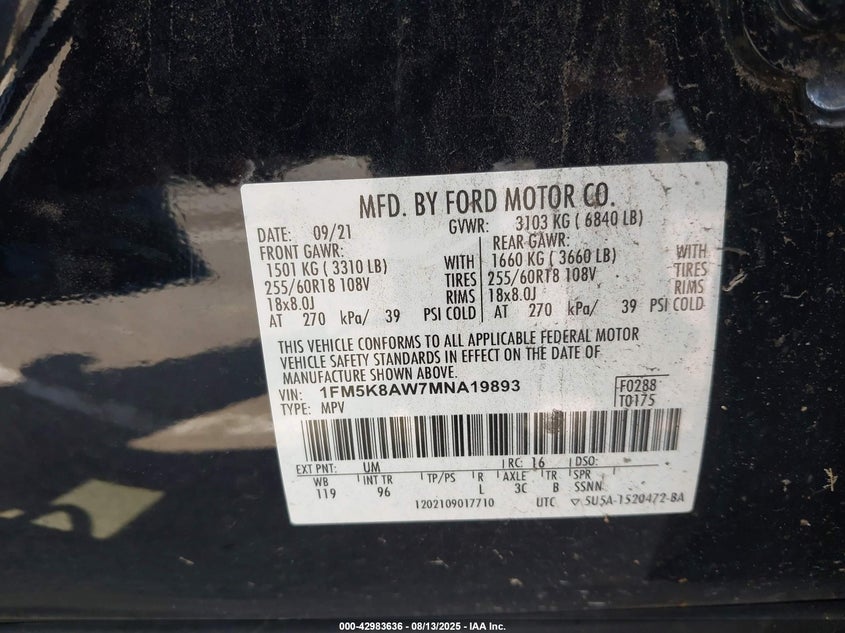 MFD. BY FORD MOTOR CO.
DATE: 09/21 GVWR: 3103 KG ( 6840 LB)
FRONT GAWR: REAR GAWR:
1501 KG ( 3310 LB) WITH 1660 KG ( 3660 LB) WITH
255/60R18 108V TIRES 255/60R18 108V TIRES
18x8.0J RIMS 18x8.0J RIMS
AT 270 kPa/ 39 PSI COLD AT 270 kPa/ 39 PSI COLD
THIS VEHICLE CONFORMS TO ALL APPLICABLE FEDERAL MOTOR
VEHICLE SAFETY STANDARDS IN EFFECT ON THE DATE OF
MANUFACTURE SHOWN ABOVE.
VIN: 1FM5K8AW7MNA19893 F0288
TYPE: MPV T0175
EXT PNT: UM RC: 16 DSO:
WB INT TR TP/PS R AXLE TR SPR
119 96 L 3C B SSNN
1202109017710 UTC ▽ 5U5A-1520472-BA
000-42983636 - 08/13/2025 - IAA Inc.